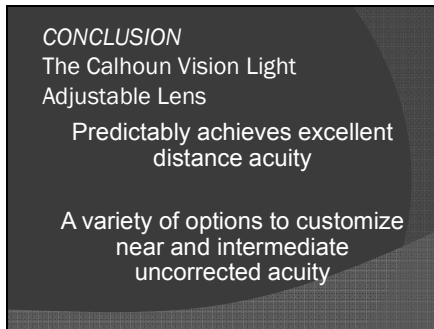 CONCLUSION
The Calhoun Vision Light
Adjustable Lens
Predictably achieves excellent
distance acuity
A variety of options to customize
near and intermediate
uncorrected acuity